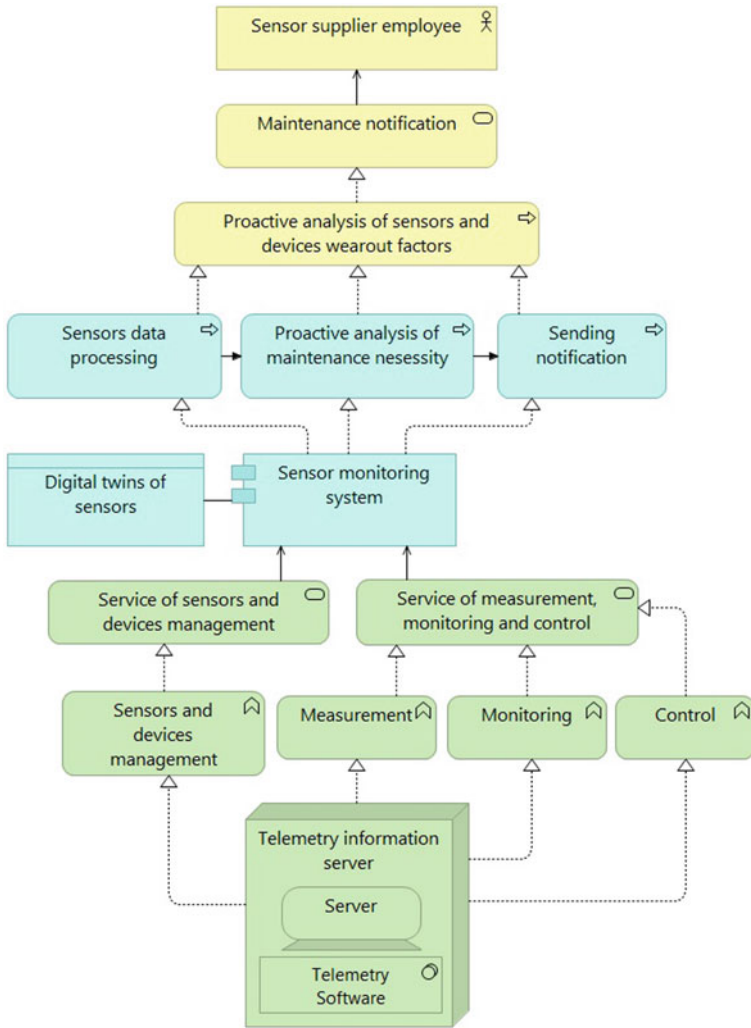 Sensor supplier employee
Maintenance notification
Proactive analysis of sensors and
devices wearout factors
Sensors data
processing
Proactive analysis of
maintenance nesessity
Sending
notification
Digital twins of
sensors
Sensor monitoring
system
Service of sensors and
devices management
Service of measurement,
monitoring and control
Sensors and
devices
management
Measurement
Monitoring
Control
Telemetry information
server
Server
Telemetry
Software